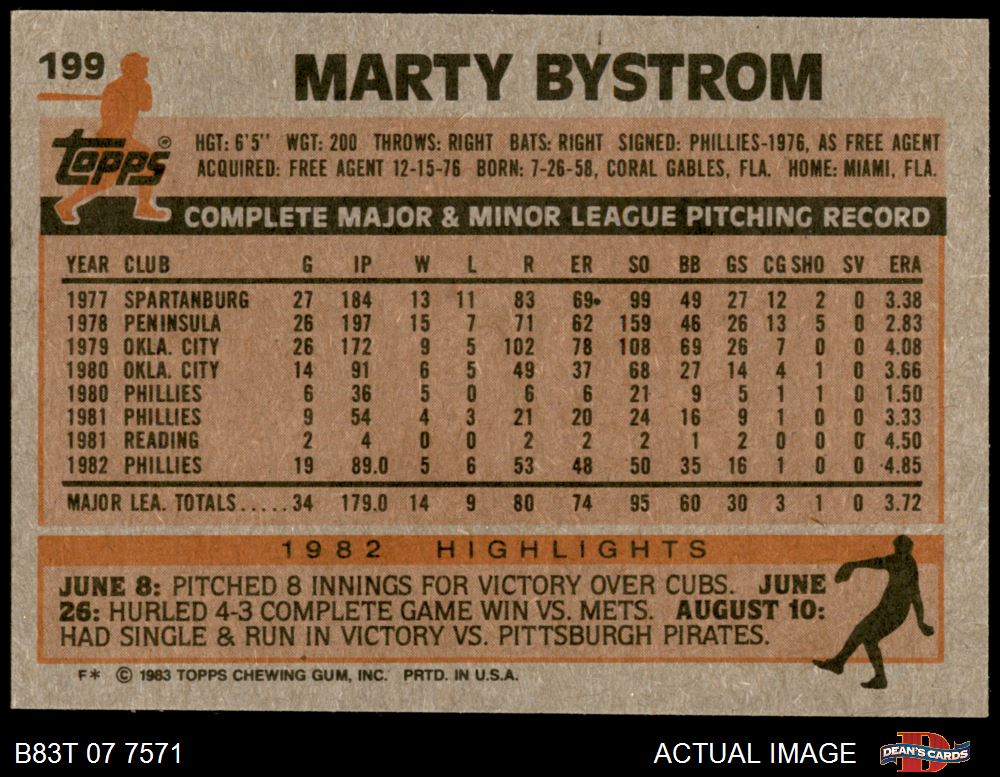 199
MARTY BYSTROM
topps®
HGT: 6'5'' WGT: 200 THROWS: RIGHT BATS: RIGHT SIGNED: PHILLIES-1976, AS FREE AGENT
ACQUIRED: FREE AGENT 12-15-76 BORN: 7-26-58, CORAL GABLES, FLA. HOME: MIAMI, FLA.
COMPLETE MAJOR & MINOR LEAGUE PITCHING RECORD
YEAR CLUB G IP W L R ER SO BB GS CG SHO SV ERA
1977 SPARTANBURG 27 184 13 11 83 69• 99 49 27 12 2 0 3.38
1978 PENINSULA 26 197 15 7 71 62 159 46 26 13 5 0 2.83
1979 OKLA. CITY 26 172 9 5 102 78 108 69 26 7 0 0 4.08
1980 OKLA. CITY 14 91 6 5 49 37 68 27 14 4 1 0 3.66
1980 PHILLIES 6 36 5 0 6 6 21 9 5 1 1 0 1.50
1981 PHILLIES 9 54 4 3 21 20 24 16 9 1 0 0 3.33
1981 READING 2 4 0 0 2 2 2 1 2 0 0 0 4.50
1982 PHILLIES 19 89.0 5 6 53 48 50 35 16 1 0 0 4.85
MAJOR LEA. TOTALS.....34 179.0 14 9 80 74 95 60 30 3 1 0 3.72
1982 HIGHLIGHTS
JUNE 8: PITCHED 8 INNINGS FOR VICTORY OVER CUBS. JUNE
26: HURLED 4-3 COMPLETE GAME WIN VS. METS. AUGUST 10:
HAD SINGLE & RUN IN VICTORY VS. PITTSBURGH PIRATES.
F* © 1983 TOPPS CHEWING GUM, INC. PRTD. IN U.S.A.
B83T 07 7571
ACTUAL IMAGE
D
DEAN'S CARDS